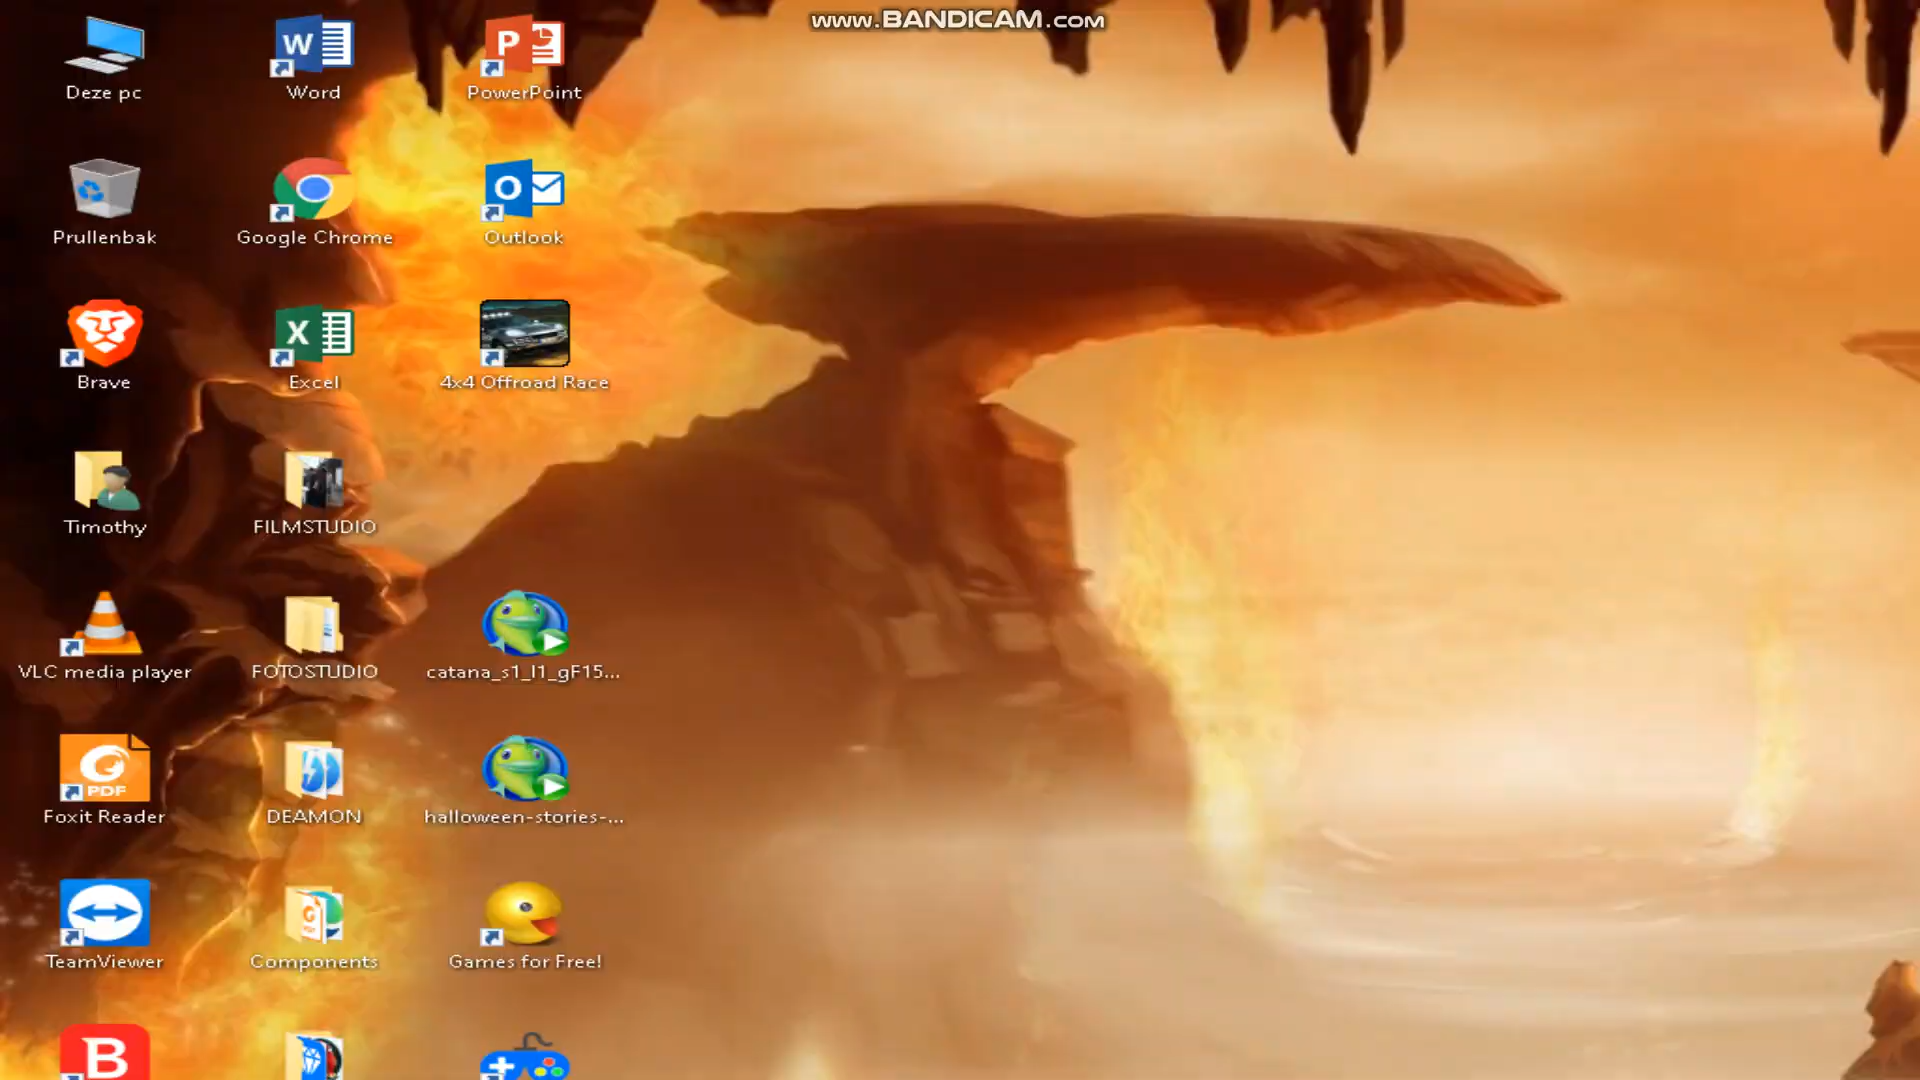 www.BANDICAM.com
Deze pc
Word
PowerPoint
Prullenbak
Google Chrome
Outlook
Brave
Excel
4x4 Offroad Race
Timothy
FILMSTUDIO
VLC media player
FOTOSTUDIO
catana_s1_l1_gF15...
Foxit Reader
DEAMON
halloween-stories-...
TeamViewer
Components
Games for Free!